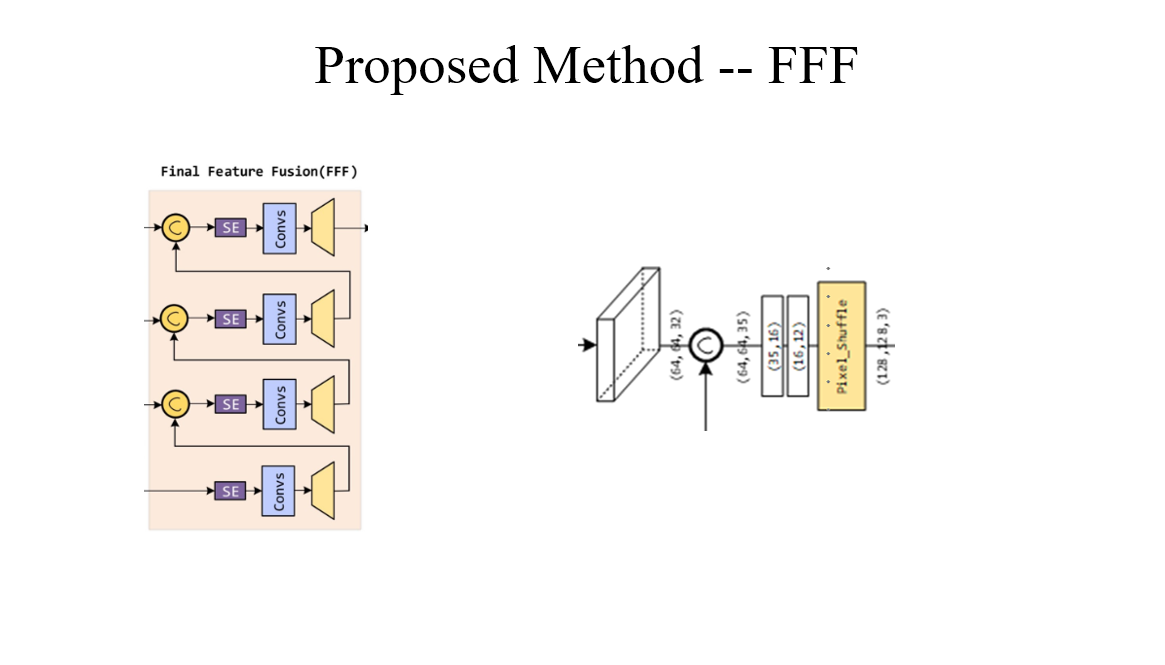 Proposed Method -- FFF
Final Feature Fusion(FFF)
C
SE
Convs
C
SE
Convs
C
SE
Convs
SE
Convs
(64,64,32)
C
(64,64,35)
(35,16)
(16,12)
Pixel_Shuffle
(128,128,3)